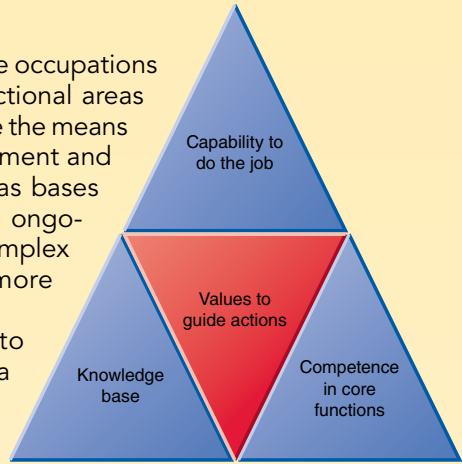 e occupations
ctional areas
e the means
ment and
as bases
ongo-
mplex
more
to
a
Capability to
do the job
Values to
guide actions
Knowledge
base
Competence
in core
functions